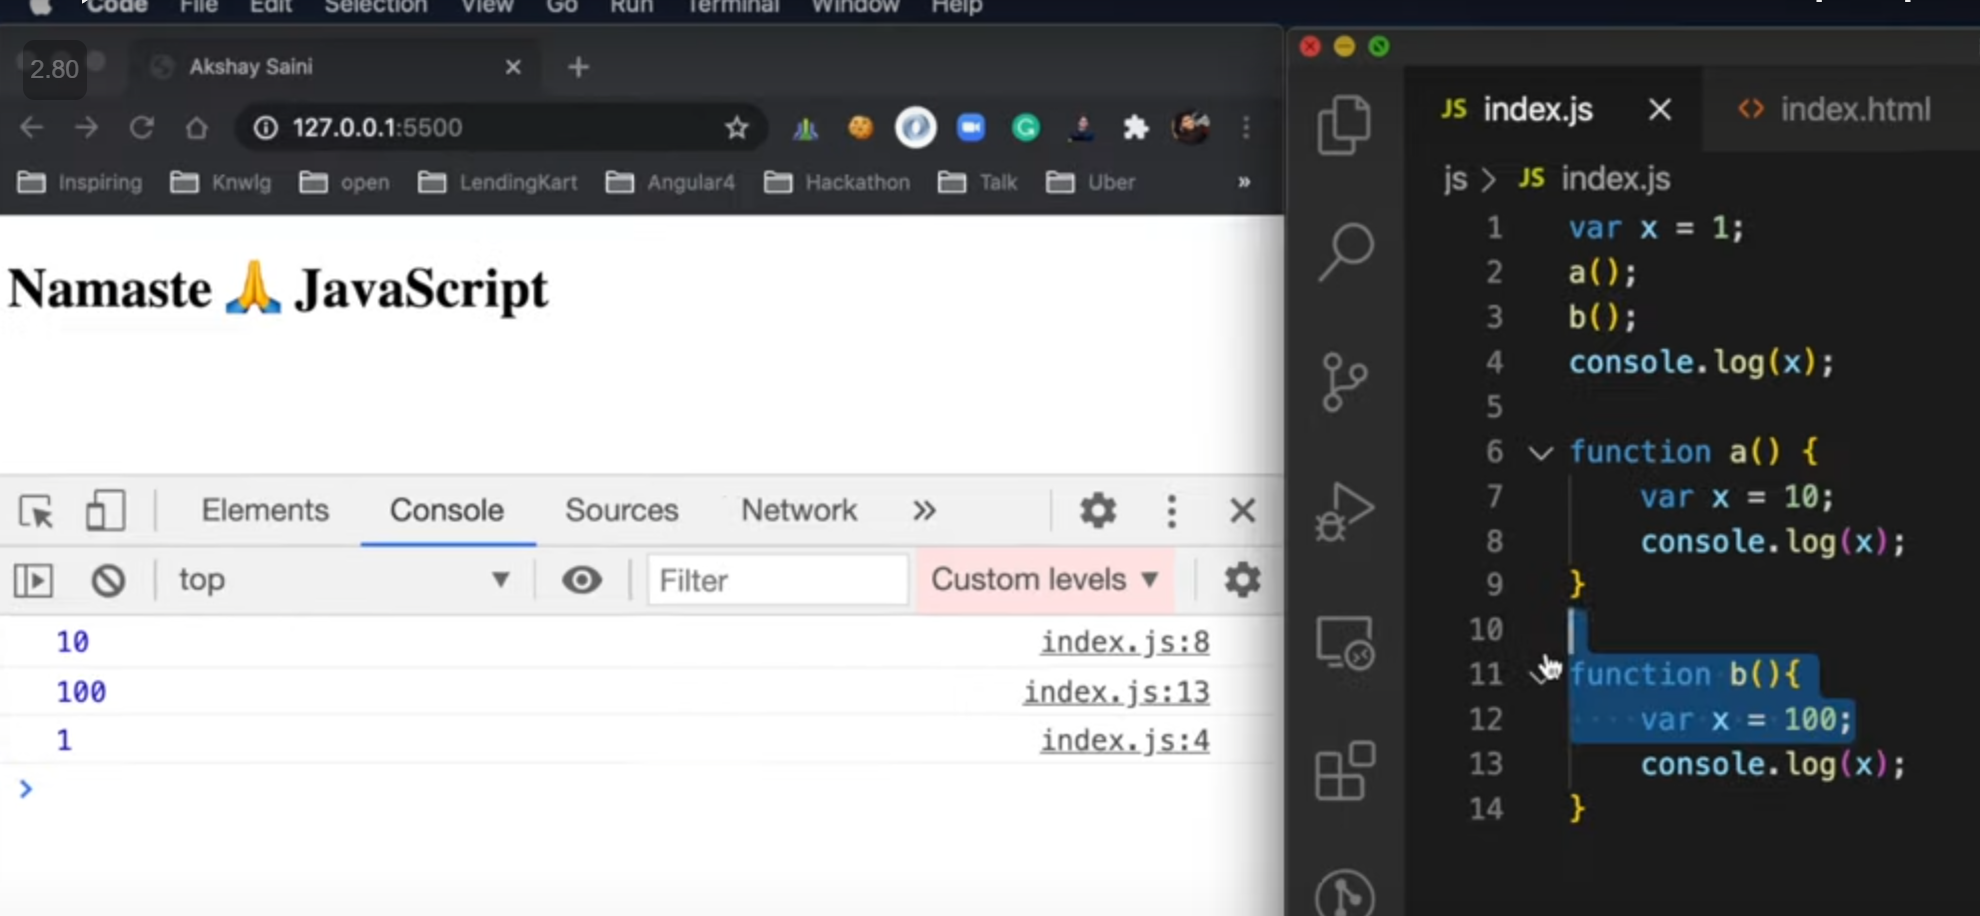 Code File Edit Selection View Go Run Terminal Window Help
2.80
Akshay Saini
127.0.0.1:5500
Inspiring Knwlg open LendingKart Angular4 Hackathon Talk Uber »
Namaste 🙏 JavaScript
Elements Console Sources Network »
top Filter Custom levels ▼
10 index.js:8
100 index.js:13
1 index.js:4
JS index.js <> index.html
js > JS index.js
1 var x = 1;
2 a();
3 b();
4 console.log(x);
5
6 function a() {
7 var x = 10;
8 console.log(x);
9 }
10
11 function b(){
12 var x = 100;
13 console.log(x);
14 }